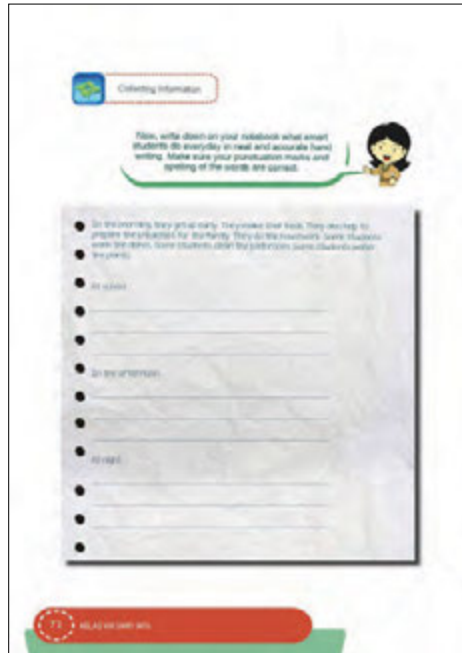 Collecting Information
Now, write down on your notebook what smart
students do everyday in neat and accurate hand
writing. Make sure your punctuation marks and
spelling of the words are correct.
In the morning, they get up early. They make their beds. They also help to
prepare the breakfast for the family. They do the housework. Some students
wash the dishes. Some students clean the bathroom. Some students water
the plants.
At school
In the afternoon
At night
72
KELAS VII SMP/MTs